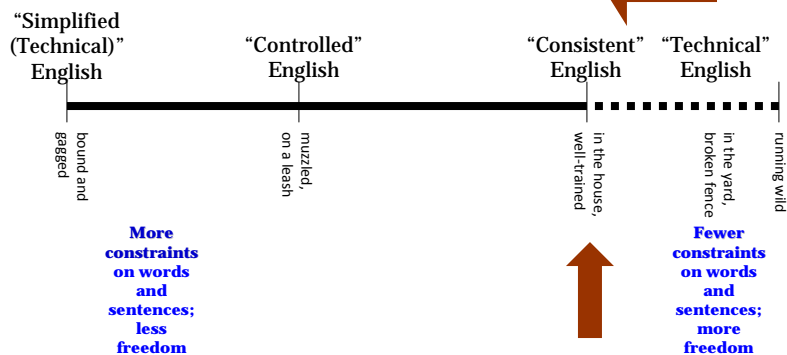 “Simplified
(Technical)”
English
“Controlled”
English
“Consistent”
English
“Technical”
English
bound and
gagged
muzzled,
on a leash
in the house,
well-trained
in the yard,
broken fence
running wild
More
constraints
on words
and
sentences;
less
freedom
Fewer
constraints
on words
and
sentences;
more
freedom